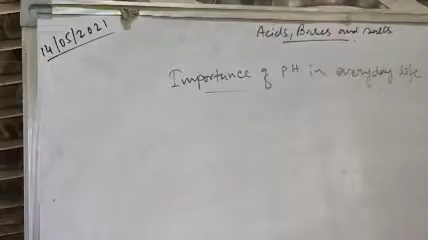 14/05/2021
Acids, Bases and salts
Importance of PH in everyday life